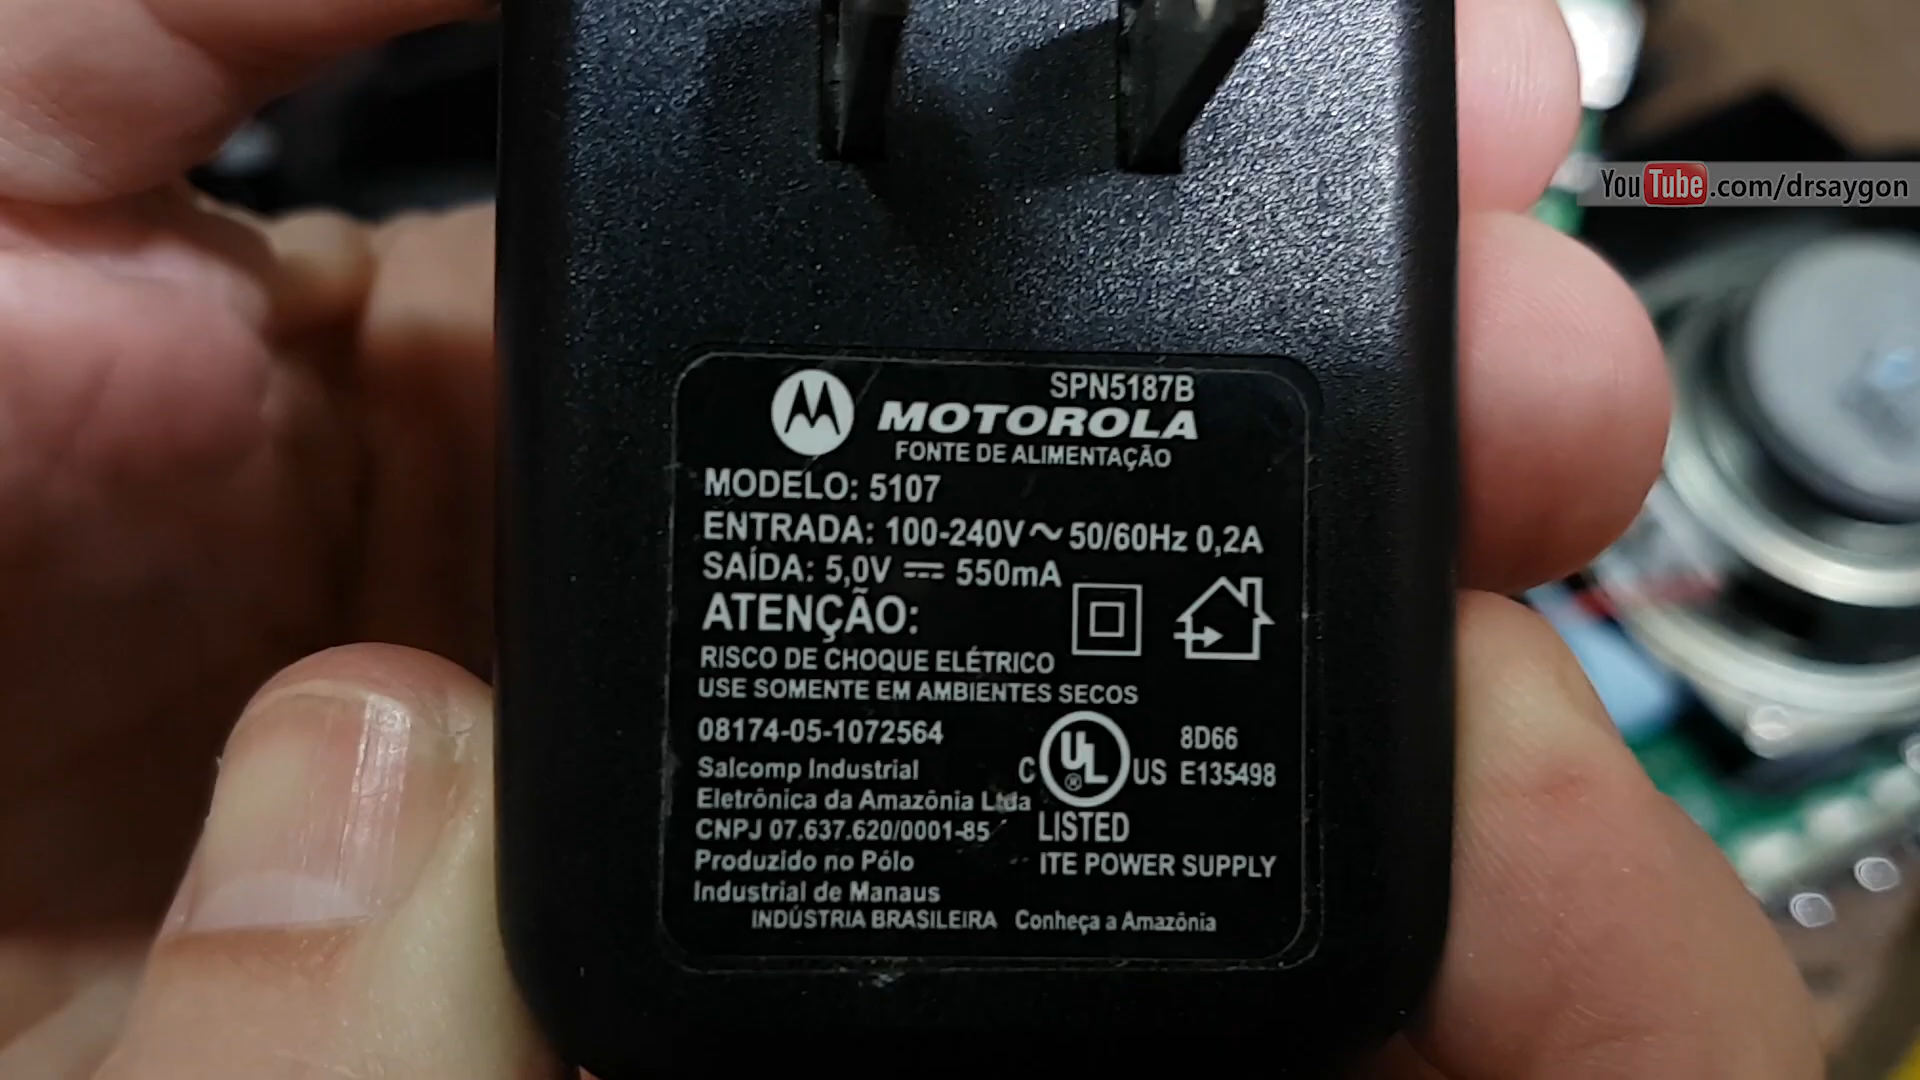 YouTube.com/drsaygon
SPN5187B
MOTOROLA
FONTE DE ALIMENTAÇÃO
MODELO: 5107
ENTRADA: 100-240V ~ 50/60Hz 0,2A
SAÍDA: 5,0V ⎓ 550mA
ATENÇÃO:
RISCO DE CHOQUE ELÉTRICO
USE SOMENTE EM AMBIENTES SECOS
08174-05-1072564
Salcomp Industrial
Eletrônica da Amazônia Ltda
CNPJ 07.637.620/0001-85
Produzido no Pólo
Industrial de Manaus
C UL ® US
8D66
E135498
LISTED
ITE POWER SUPPLY
INDÚSTRIA BRASILEIRA Conheça a Amazônia